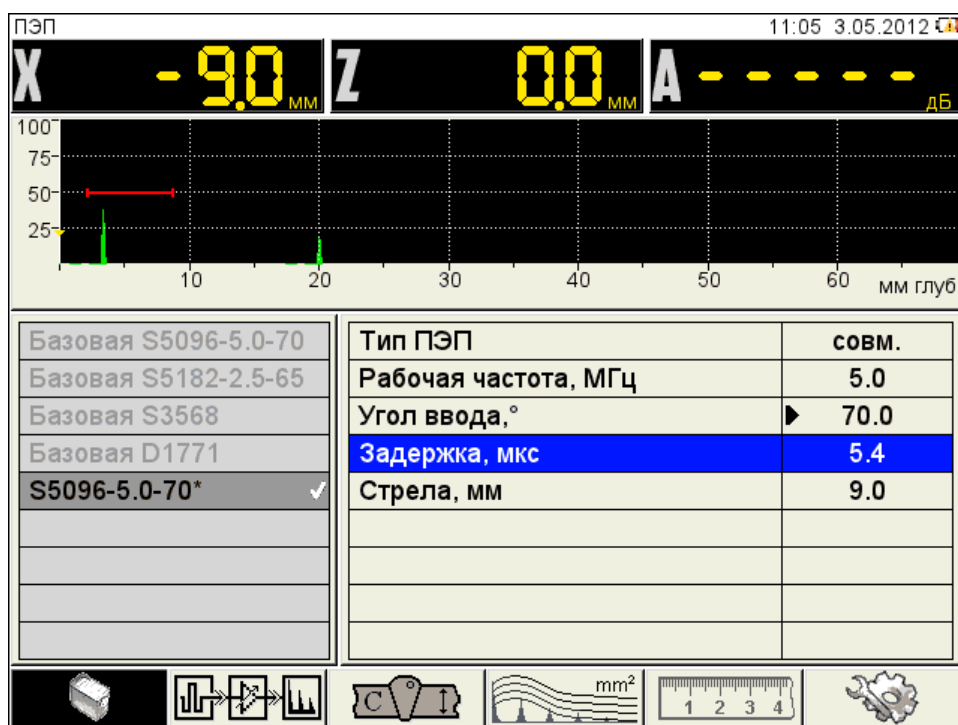 ПЭП 11:05 3.05.2012
X -9.0 мм Z 0.0 мм A ----- дБ
100
75
50
25
10 20 30 40 50 60 мм глуб
Базовая S5096-5.0-70
Базовая S5182-2.5-65
Базовая S3568
Базовая D1771
S5096-5.0-70*
Тип ПЭП совм.
Рабочая частота, МГц 5.0
Угол ввода,° 70.0
Задержка, мкс 5.4
Стрела, мм 9.0
C mm² 1 2 3 4